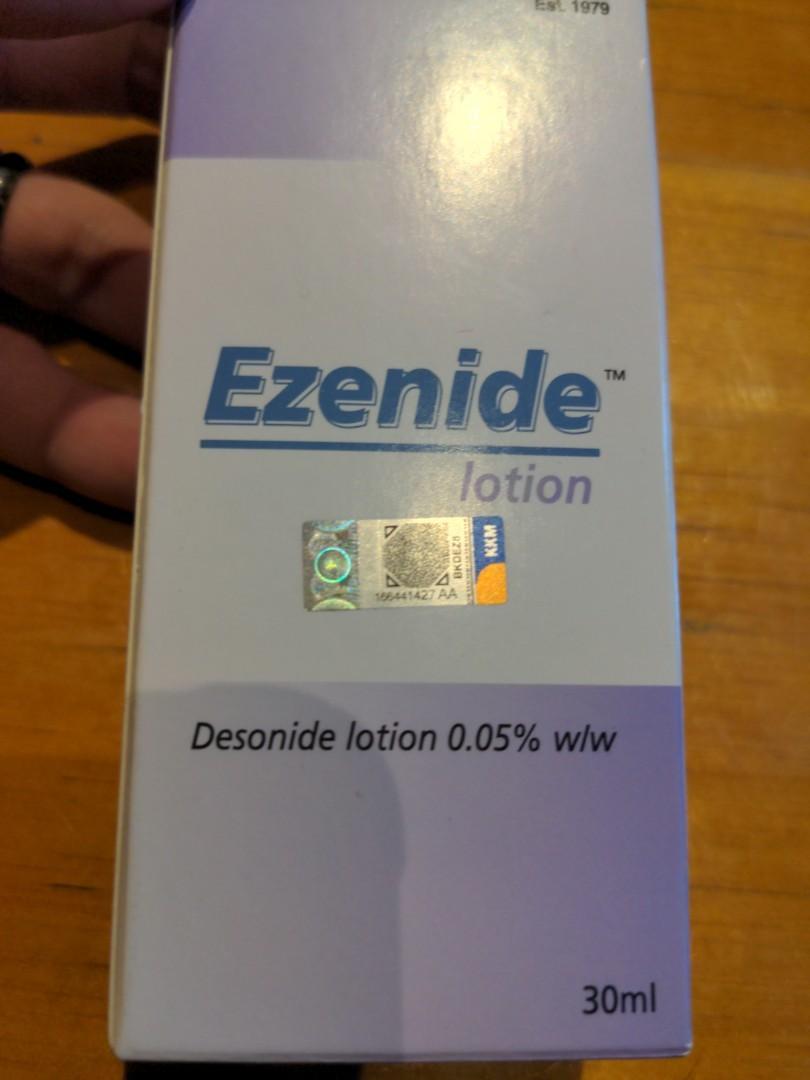 Est. 1979
Ezenide™
lotion
KKM
BKDEZ8
166441427 AA
Desonide lotion 0.05% w/w
30ml